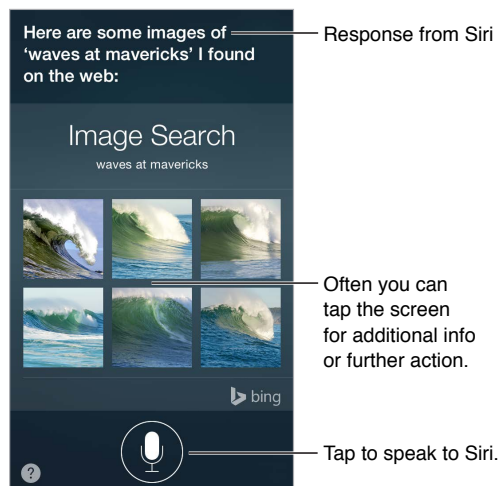 Here are some images of
‘waves at mavericks’ I found
on the web:
Response from Siri
Image Search
waves at mavericks
Often you can
tap the screen
for additional info
or further action.
bing
Tap to speak to Siri.
?